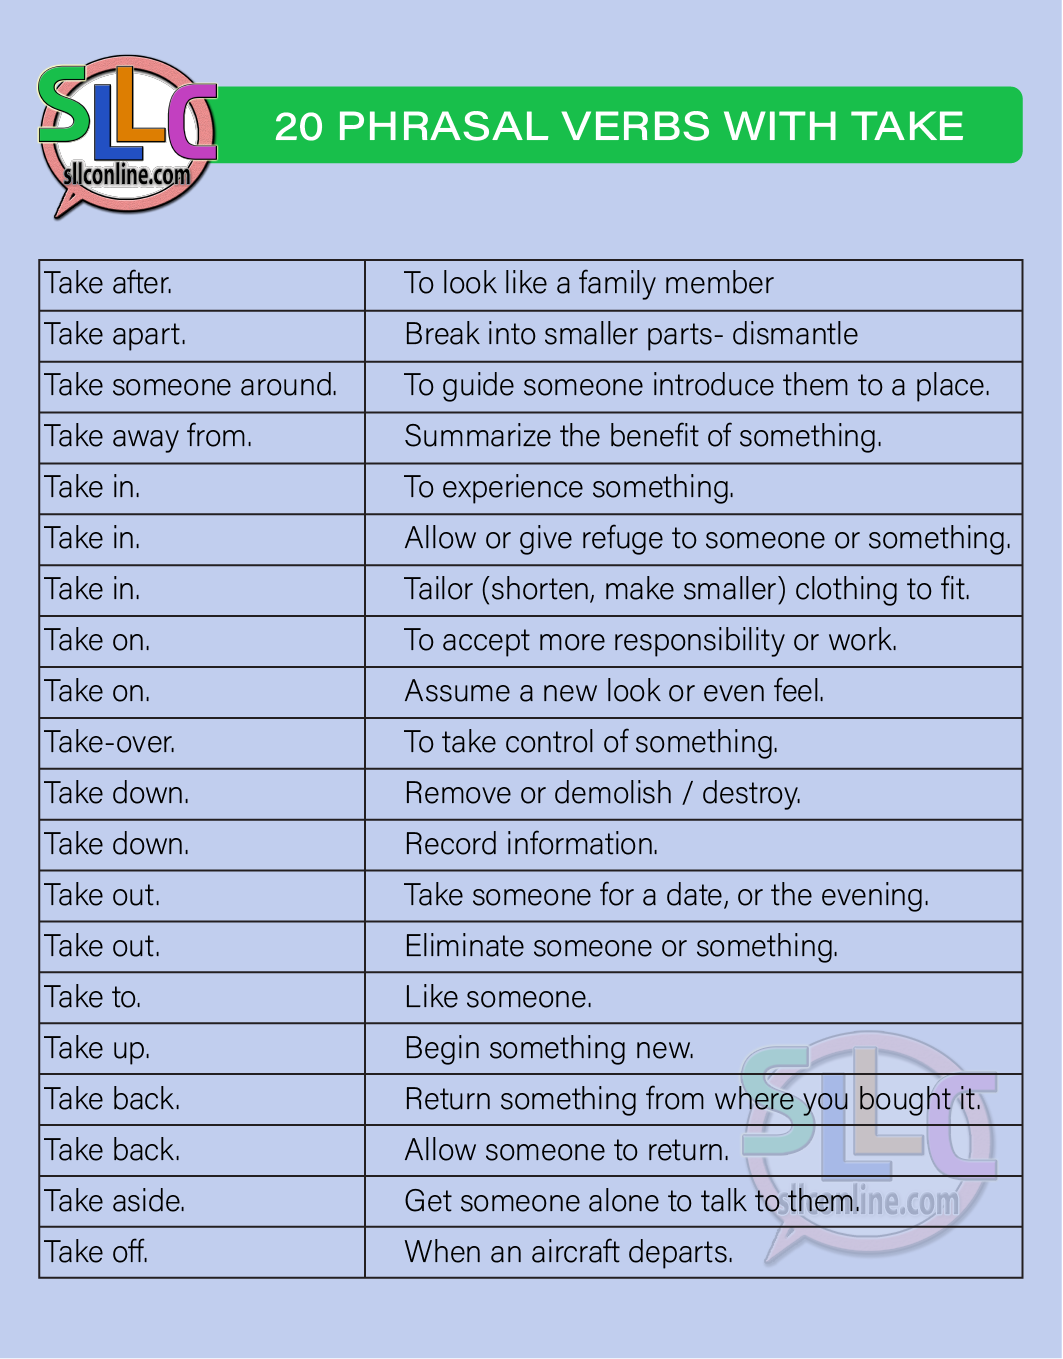 SLLC
sllconline.com
20 PHRASAL VERBS WITH TAKE
Take after. To look like a family member
Take apart. Break into smaller parts- dismantle
Take someone around. To guide someone introduce them to a place.
Take away from. Summarize the benefit of something.
Take in. To experience something.
Take in. Allow or give refuge to someone or something.
Take in. Tailor (shorten, make smaller) clothing to fit.
Take on. To accept more responsibility or work.
Take on. Assume a new look or even feel.
Take-over. To take control of something.
Take down. Remove or demolish / destroy.
Take down. Record information.
Take out. Take someone for a date, or the evening.
Take out. Eliminate someone or something.
Take to. Like someone.
Take up. Begin something new.
Take back. Return something from where you bought it.
Take back. Allow someone to return.
Take aside. Get someone alone to talk to them.
Take off. When an aircraft departs.
SLLC
sllconline.com